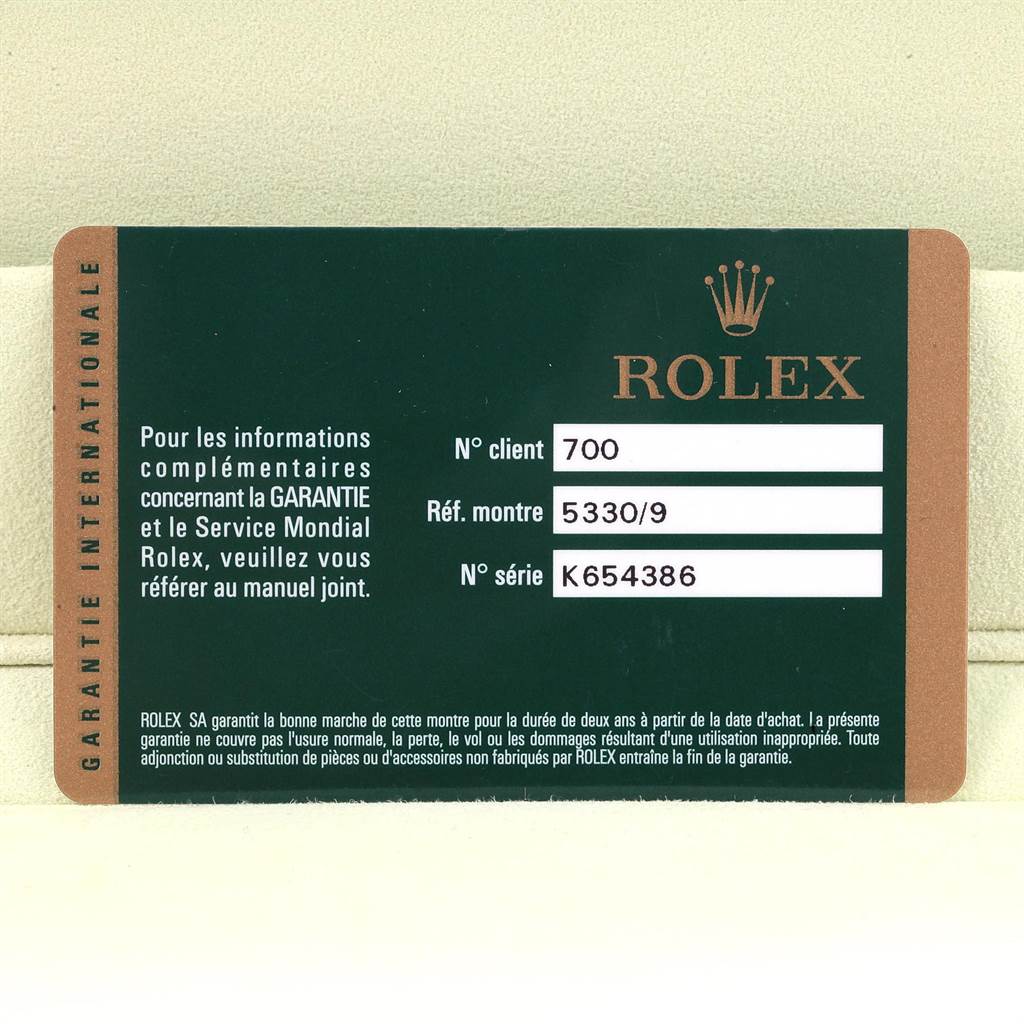 GARANTIE INTERNATIONALE
ROLEX
Pour les informations
complémentaires
concernant la GARANTIE
et le Service Mondial
Rolex, veuillez vous
référer au manuel joint.
N° client 700
Réf. montre 5330/9
N° série K654386
ROLEX SA garantit la bonne marche de cette montre pour la durée de deux ans à partir de la date d'achat. La présente
garantie ne couvre pas l'usure normale, la perte, le vol ou les dommages résultant d'une utilisation inappropriée. Toute
adjonction ou substitution de pièces ou d'accessoires non fabriqués par ROLEX entraîne la fin de la garantie.